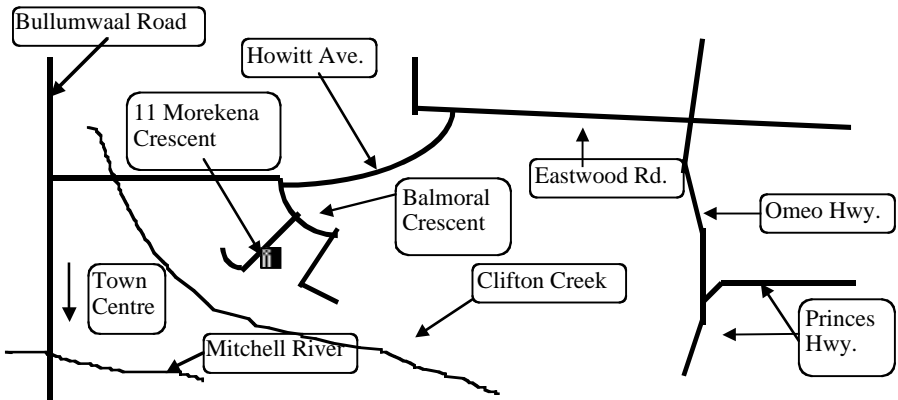 Bullumwaal Road
Howitt Ave.
11 Morekena
Crescent
Eastwood Rd.
Balmoral
Crescent
Omeo Hwy.
Town
Centre
Clifton Creek
Princes
Hwy.
Mitchell River